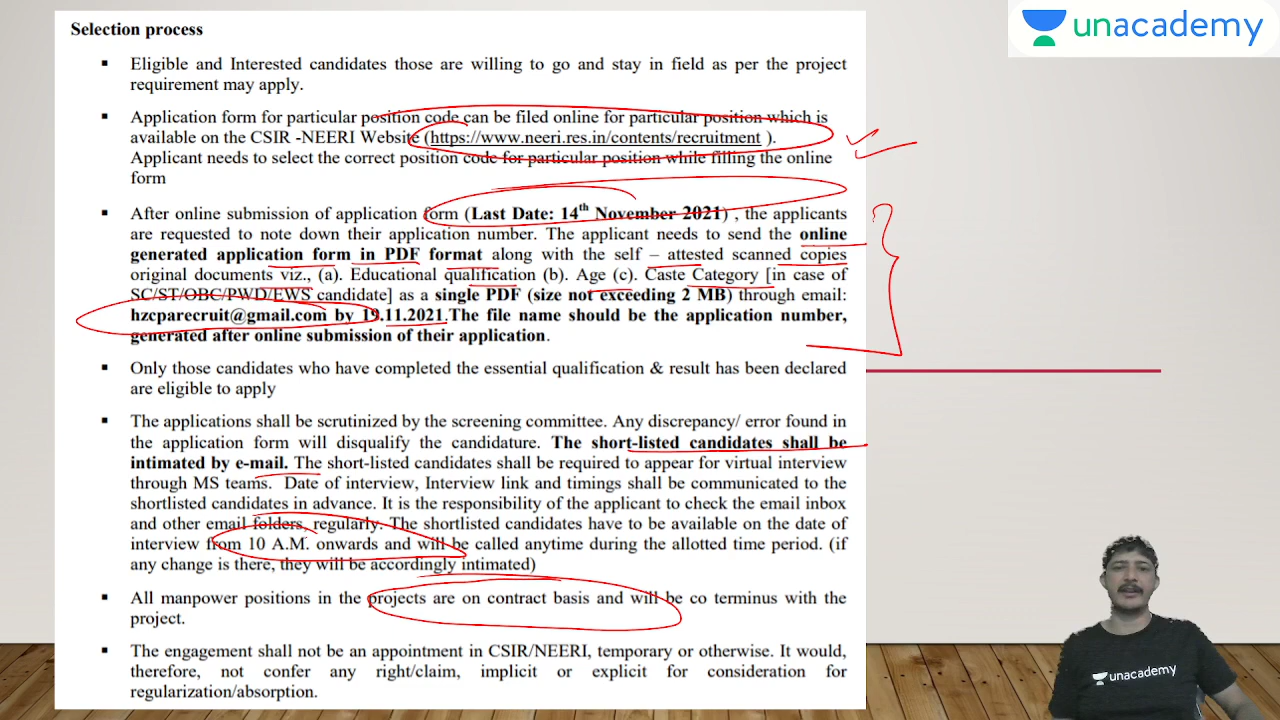 unacademy
Selection process
▪ Eligible and Interested candidates those are willing to go and stay in field as per the project
requirement may apply.
▪ Application form for particular position code can be filed online for particular position which is
available on the CSIR -NEERI Website (https://www.neeri.res.in/contents/recruitment ).
Applicant needs to select the correct position code for particular position while filling the online
form
▪ After online submission of application form (Last Date: 14th November 2021) , the applicants
are requested to note down their application number. The applicant needs to send the online
generated application form in PDF format along with the self – attested scanned copies
original documents viz., (a). Educational qualification (b). Age (c). Caste Category [in case of
SC/ST/OBC/PWD/EWS candidate] as a single PDF (size not exceeding 2 MB) through email:
hzcparecruit@gmail.com by 19.11.2021.The file name should be the application number,
generated after online submission of their application.
▪ Only those candidates who have completed the essential qualification & result has been declared
are eligible to apply
▪ The applications shall be scrutinized by the screening committee. Any discrepancy/ error found in
the application form will disqualify the candidature. The short-listed candidates shall be
intimated by e-mail. The short-listed candidates shall be required to appear for virtual interview
through MS teams. Date of interview, Interview link and timings shall be communicated to the
shortlisted candidates in advance. It is the responsibility of the applicant to check the email inbox
and other email folders, regularly. The shortlisted candidates have to be available on the date of
interview from 10 A.M. onwards and will be called anytime during the allotted time period. (if
any change is there, they will be accordingly intimated)
▪ All manpower positions in the projects are on contract basis and will be co terminus with the
project.
▪ The engagement shall not be an appointment in CSIR/NEERI, temporary or otherwise. It would,
therefore, not confer any right/claim, implicit or explicit for consideration for
regularization/absorption.
unacademy